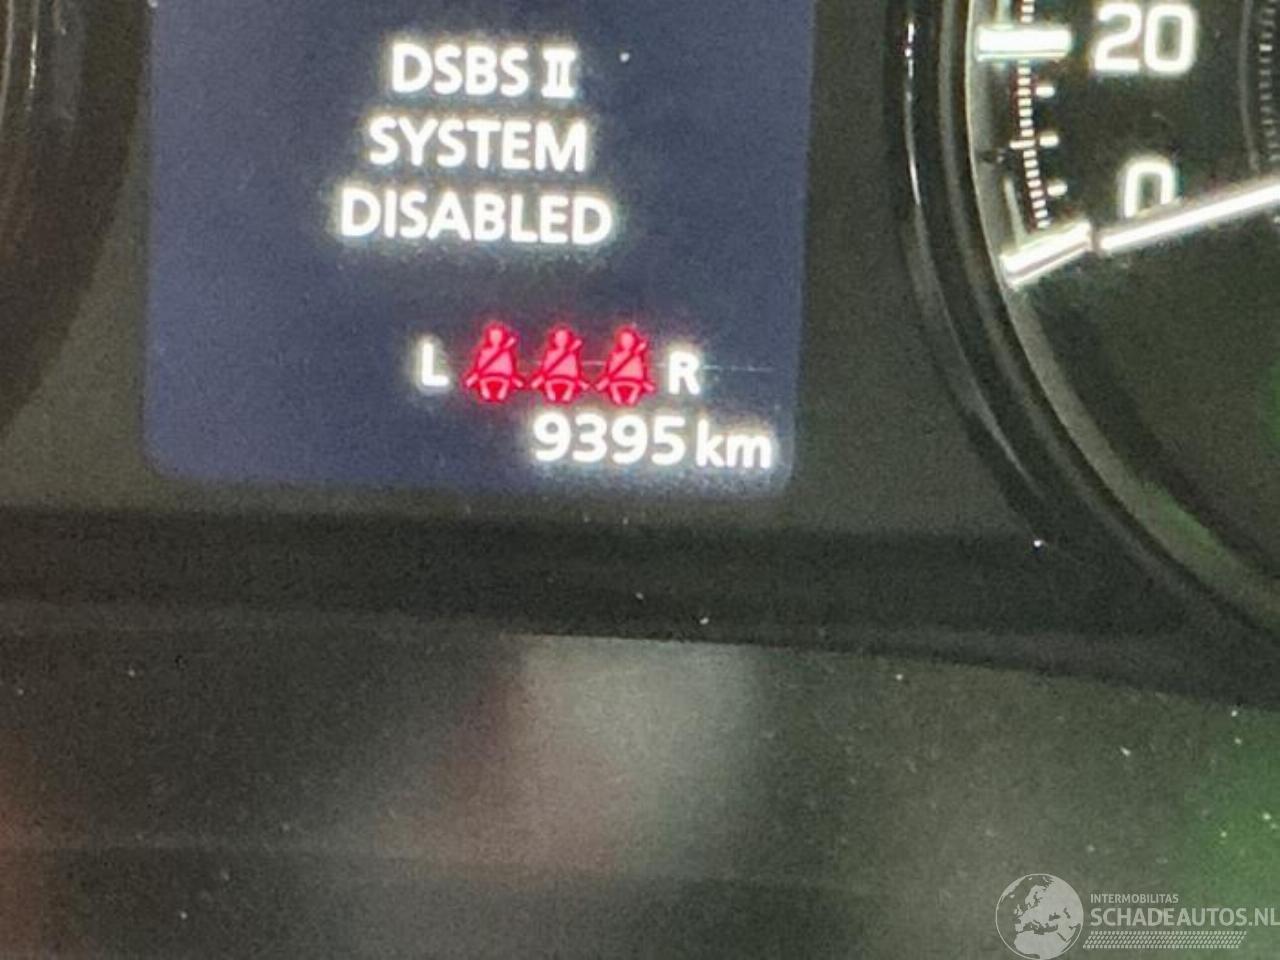 DSBS II
SYSTEM
DISABLED
L R
9395 km
20
0
INTERMOBILITAS
SCHADEAUTOS.NL